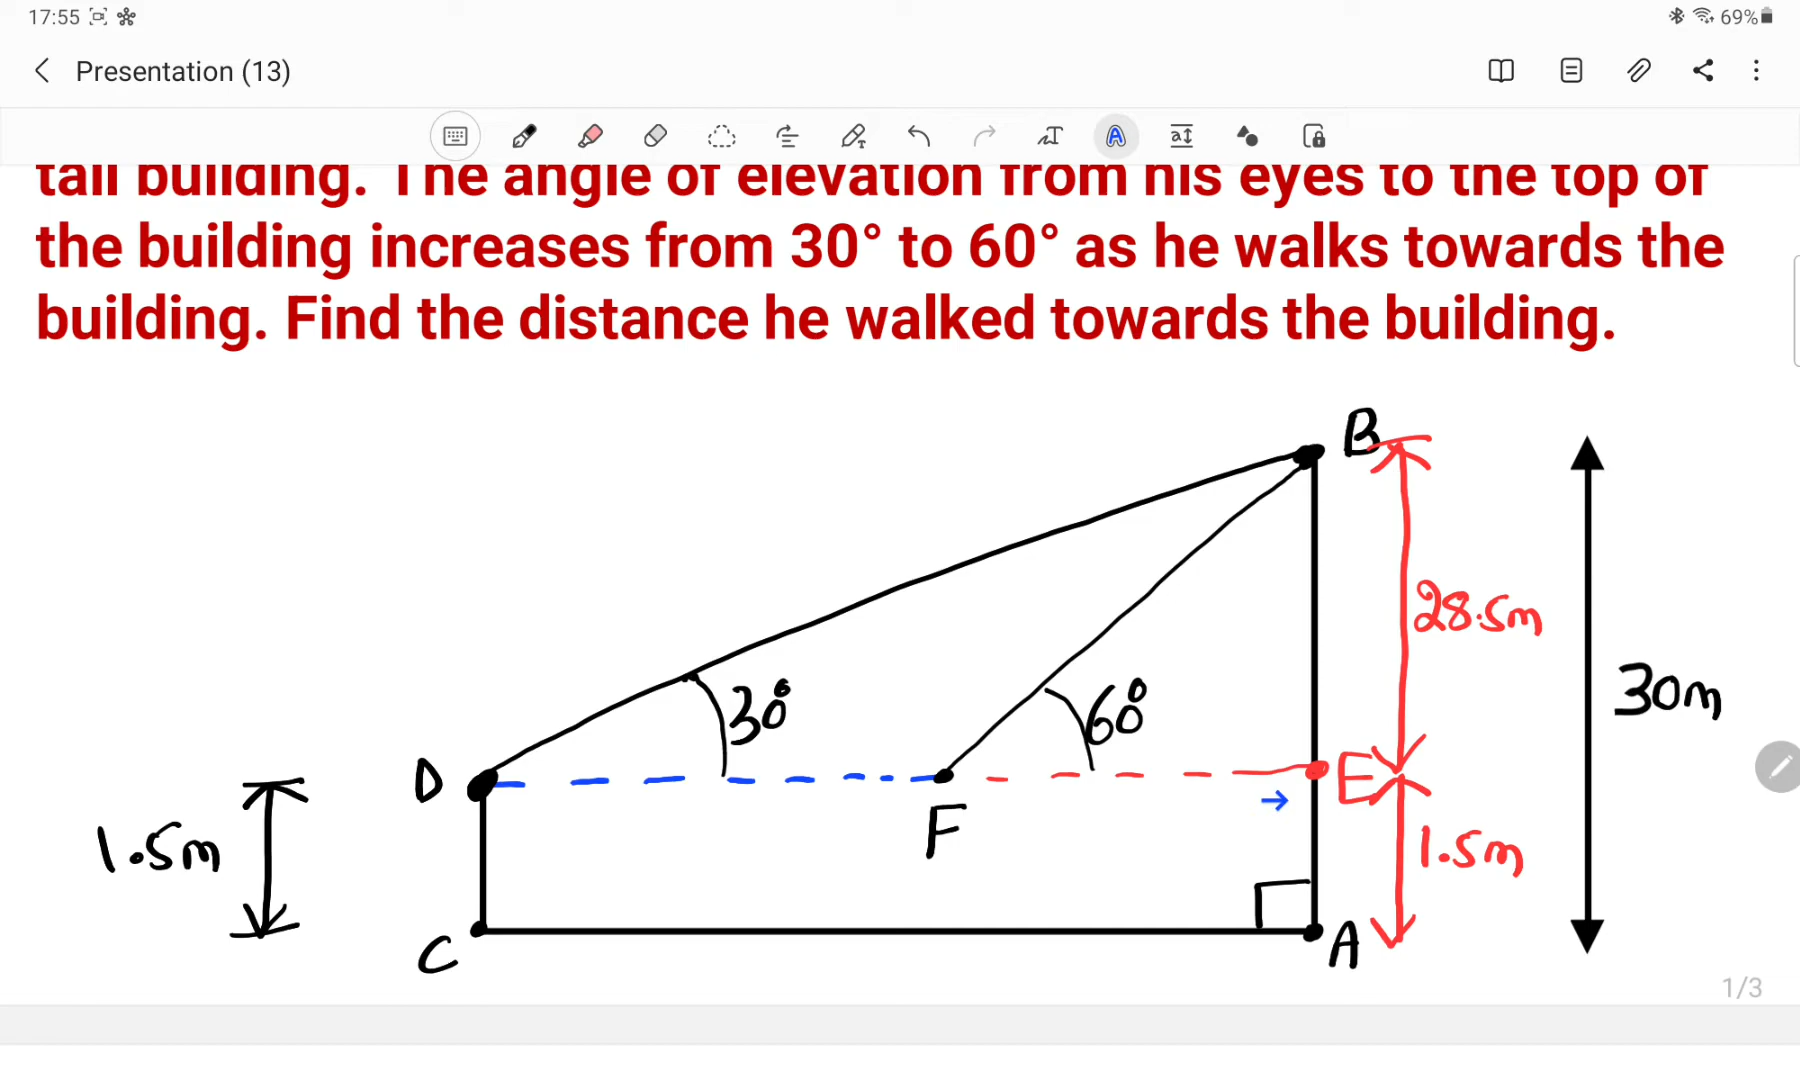 17:55
69%
Presentation (13)
tall building. The angle of elevation from his eyes to the top of
the building increases from 30° to 60° as he walks towards the
building. Find the distance he walked towards the building.
B
28.5m
30m
30°
60°
D
E
F
1.5m
1.5m
C
A
1/3